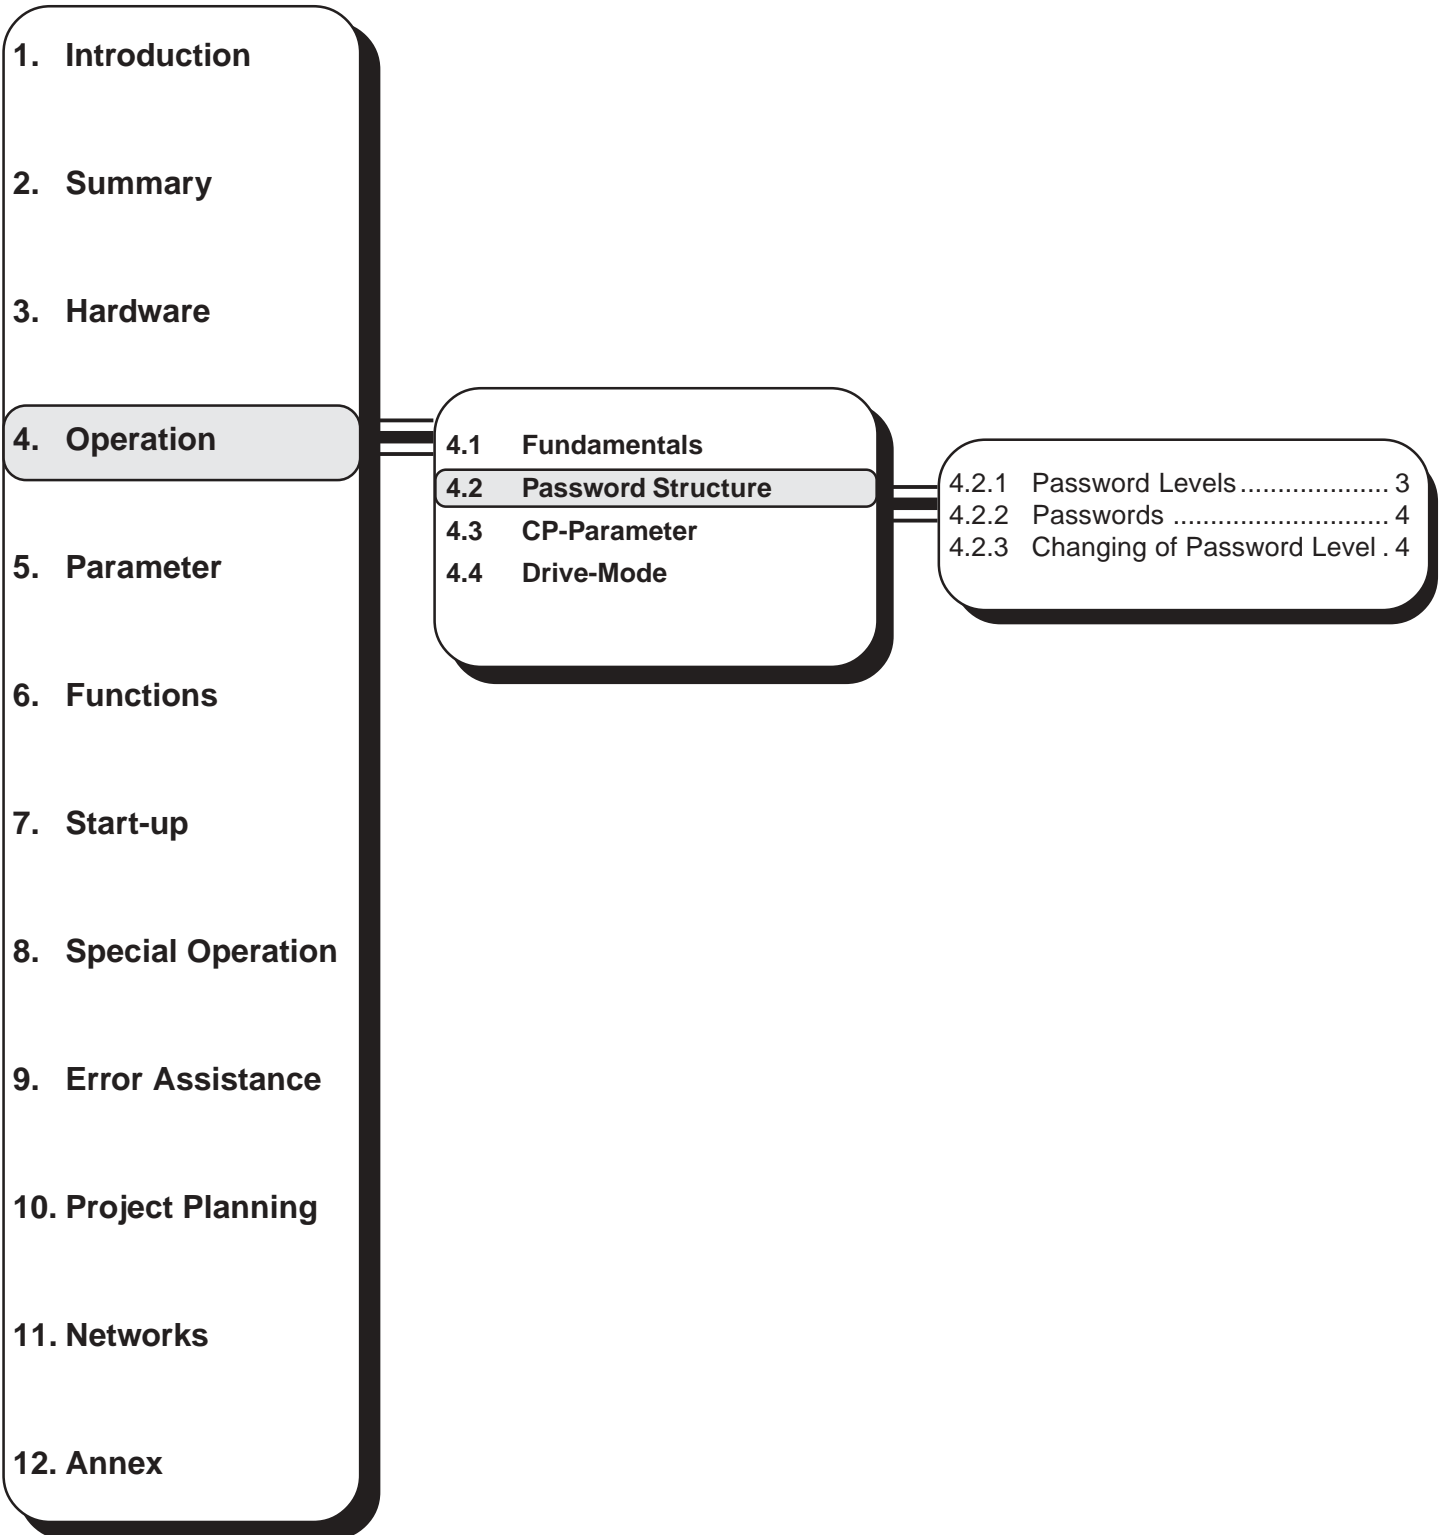 1. Introduction
2. Summary
3. Hardware
4. Operation
5. Parameter
6. Functions
7. Start-up
8. Special Operation
9. Error Assistance
10. Project Planning
11. Networks
12. Annex
4.1 Fundamentals
4.2 Password Structure
4.3 CP-Parameter
4.4 Drive-Mode
4.2.1 Password Levels.................... 3
4.2.2 Passwords ............................. 4
4.2.3 Changing of Password Level . 4